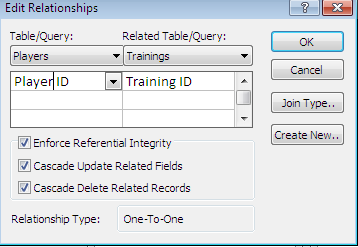 Edit Relationships
Table/Query: Related Table/Query:
Players Trainings
Player ID Training ID
Enforce Referential Integrity
Cascade Update Related Fields
Cascade Delete Related Records
Relationship Type: One-To-One
OK
Cancel
Join Type..
Create New..